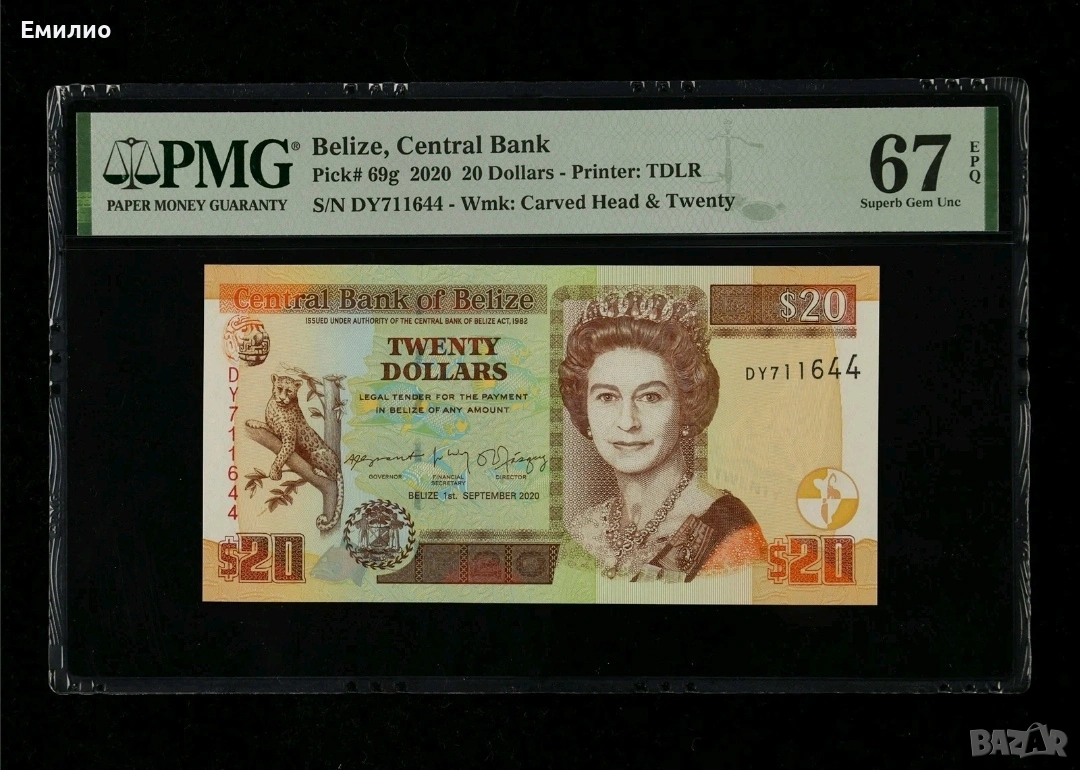 Емилио
PMG®
PAPER MONEY GUARANTY
Belize, Central Bank
Pick# 69g 2020 20 Dollars - Printer: TDLR
S/N DY711644 - Wmk: Carved Head & Twenty
67
EPQ
Superb Gem Unc
Central Bank of Belize
ISSUED UNDER AUTHORITY OF THE CENTRAL BANK OF BELIZE ACT, 1982
TWENTY
DOLLARS
LEGAL TENDER FOR THE PAYMENT
IN BELIZE OF ANY AMOUNT
GOVERNOR FINANCIAL SECRETARY DIRECTOR
BELIZE 1st. SEPTEMBER 2020
$20
DY711644
DY711644
$20
$20
BAZAR